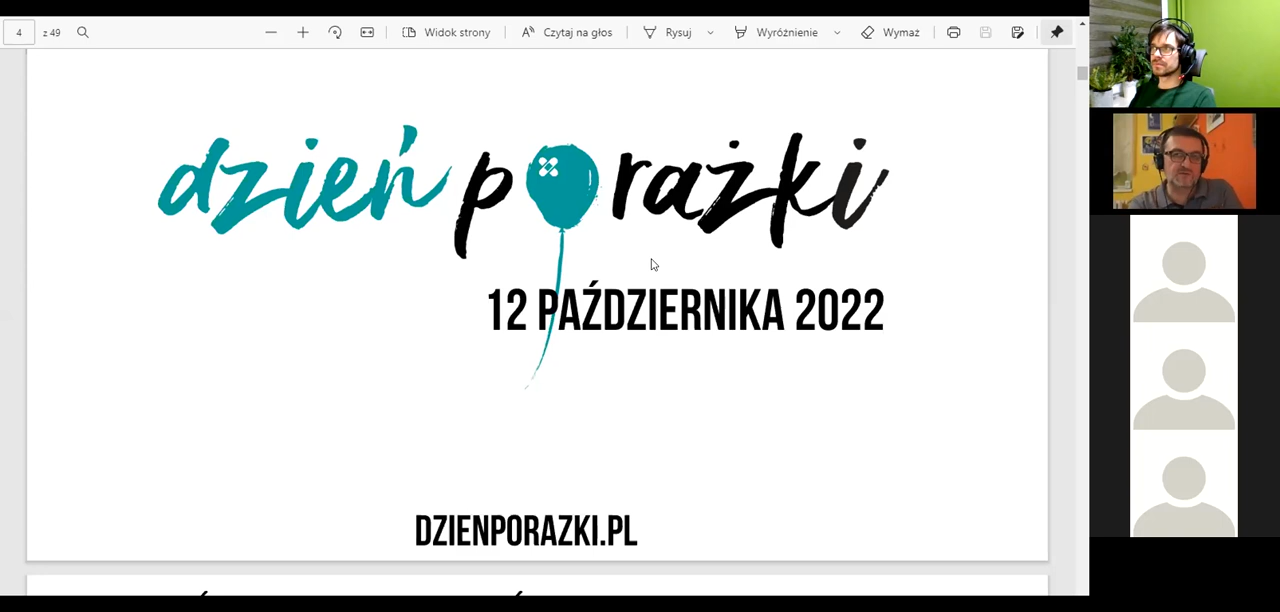 4 z 49 Widok strony Czytaj na głos Rysuj Wyróżnienie Wymaż
dzień porażki
12 PAŹDZIERNIKA 2022
DZIENPORAZKI.PL